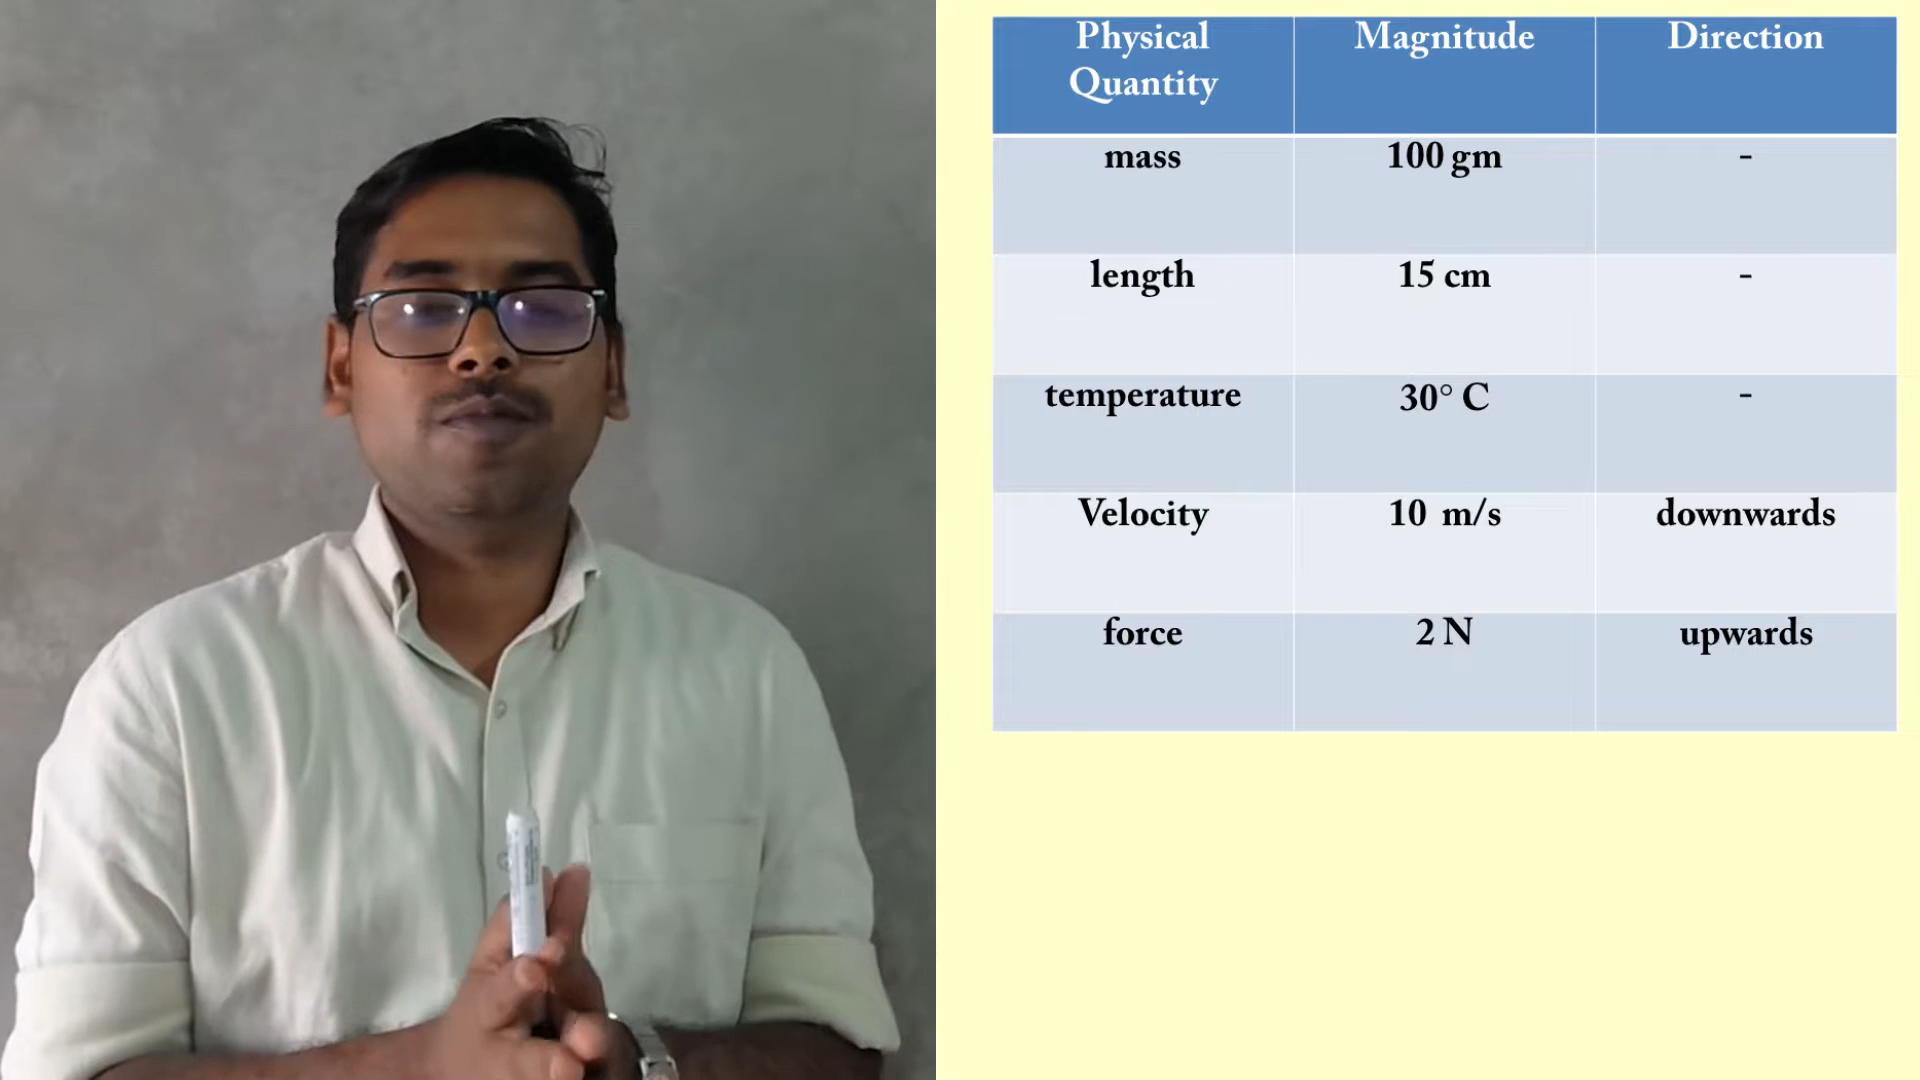 Physical Quantity Magnitude Direction
mass 100 gm -
length 15 cm -
temperature 30° C -
Velocity 10 m/s downwards
force 2 N upwards